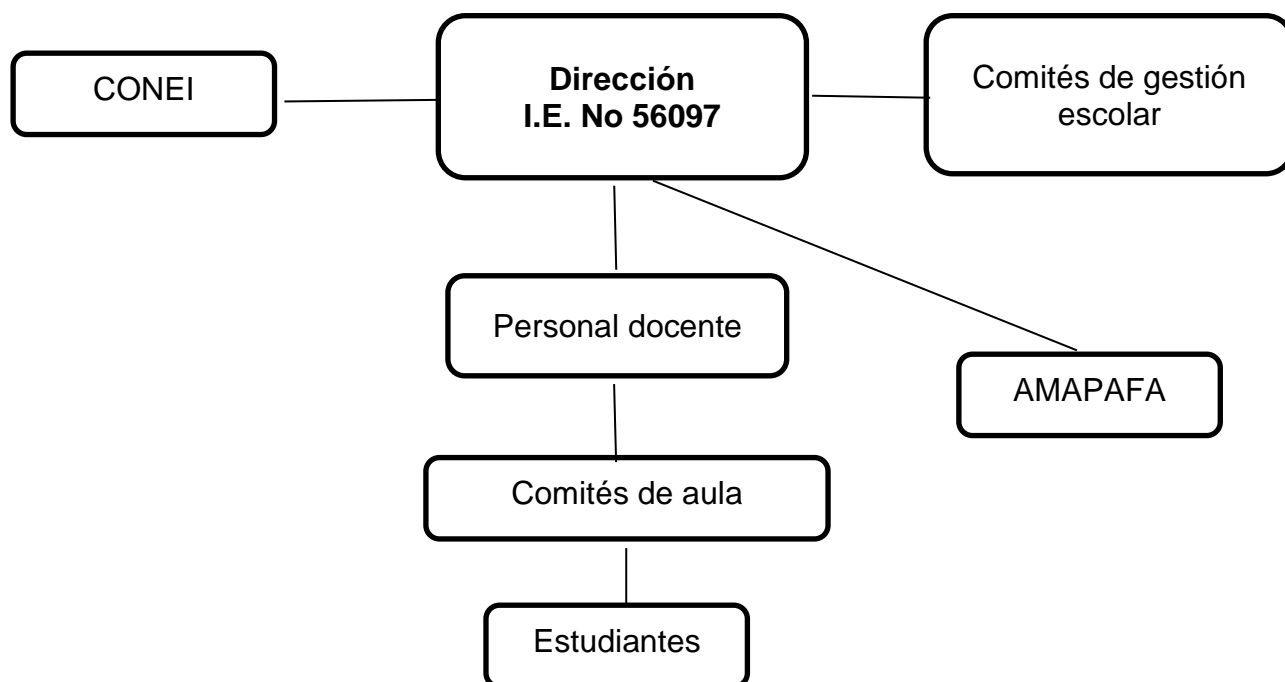 CONEI
Dirección
I.E. No 56097
Comités de gestión
escolar
Personal docente
AMAPAFA
Comités de aula
Estudiantes